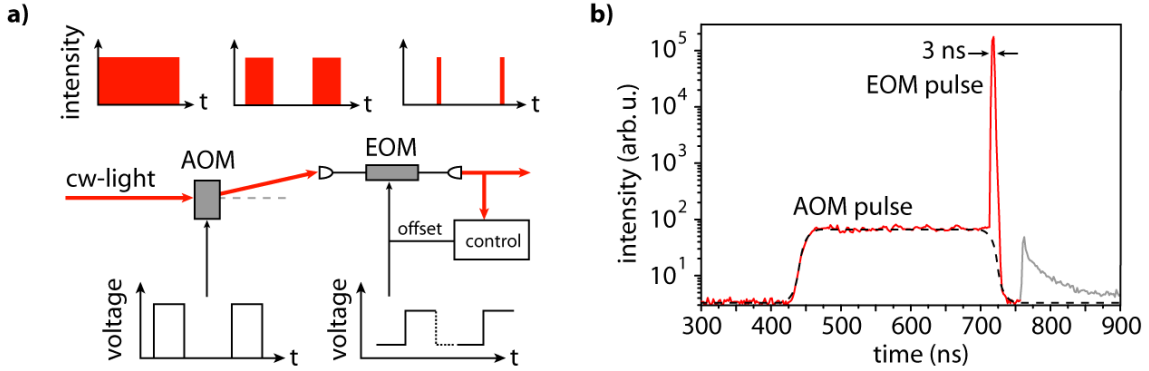 a)
intensity
t
t
t
AOM
EOM
cw-light
offset
control
voltage
t
voltage
t
b)
intensity (arb. u.)
10^5
10^4
10^3
10^2
10^1
3 ns
EOM pulse
AOM pulse
300 400 500 600 700 800 900
time (ns)